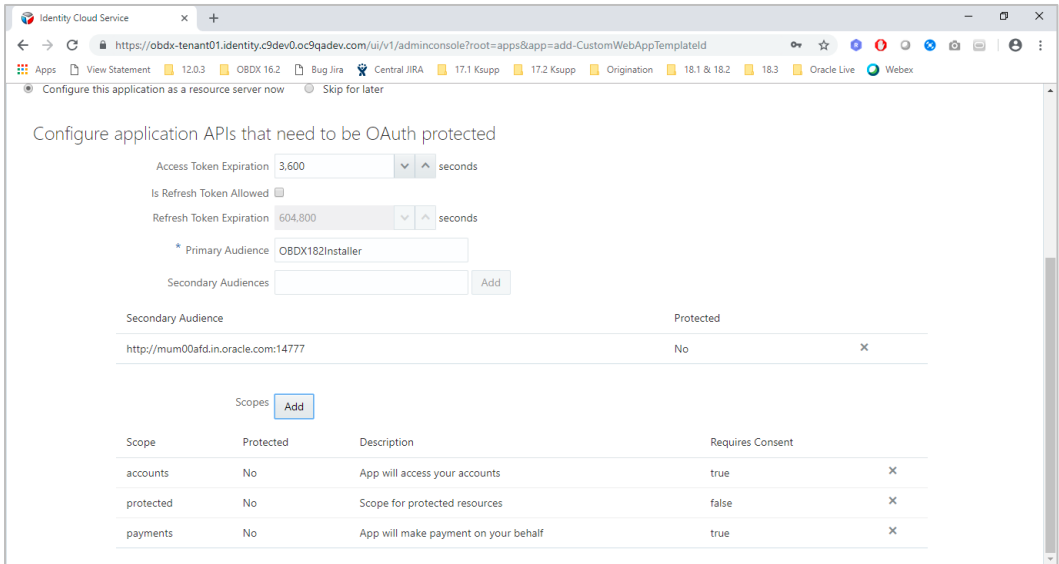 Identity Cloud Service
https://obdx-tenant01.identity.c9dev0.oc9qadev.com/ui/v1/adminconsole?root=apps&app=add-CustomWebAppTemplateId
Apps View Statement 12.0.3 OBDX 16.2 Bug Jira Central JIRA 17.1 Ksupp 17.2 Ksupp Origination 18.1 & 18.2 18.3 Oracle Live Webex
Configure this application as a resource server now Skip for later
Configure application APIs that need to be OAuth protected
Access Token Expiration 3,600 seconds
Is Refresh Token Allowed
Refresh Token Expiration 604,800 seconds
* Primary Audience OBDX182Installer
Secondary Audiences Add
Secondary Audience Protected
http://mum00afd.in.oracle.com:14777 No
Scopes Add
Scope Protected Description Requires Consent
accounts No App will access your accounts true
protected No Scope for protected resources false
payments No App will make payment on your behalf true